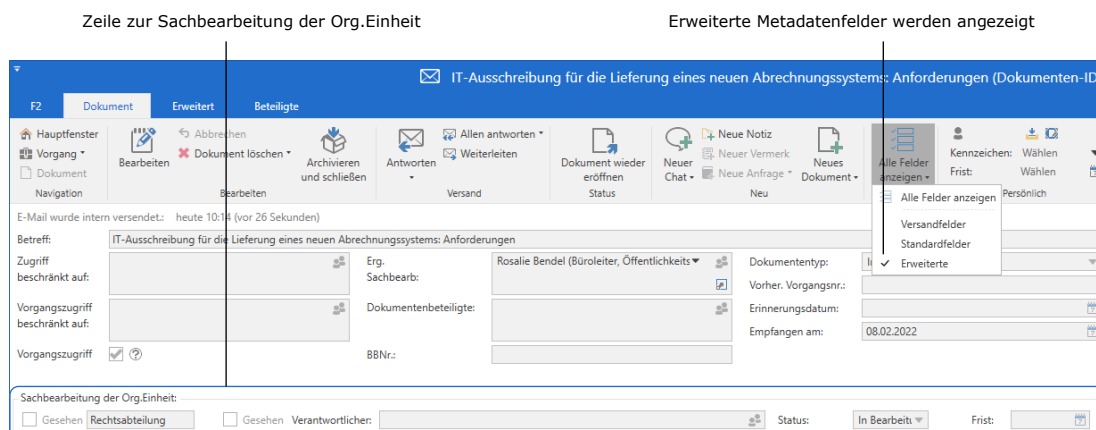 Zeile zur Sachbearbeitung der Org.Einheit
Erweiterte Metadatenfelder werden angezeigt
IT-Ausschreibung für die Lieferung eines neuen Abrechnungssystems: Anforderungen (Dokumenten-ID
F2 Dokument Erweitert Beteiligte
Hauptfenster
Vorgang
Dokument
Navigation
Bearbeiten
Abbrechen
Dokument löschen
Archivieren und schließen
Bearbeiten
Antworten
Allen antworten
Weiterleiten
Versand
Dokument wieder eröffnen
Status
Neuer Chat
Neue Notiz
Neuer Vermerk
Neue Anfrage
Neues Dokument
Neu
Alle Felder anzeigen
Kennzeichen: Wählen
Frist: Wählen
Persönlich
Alle Felder anzeigen
Versandfelder
Standardfelder
Erweiterte
E-Mail wurde intern versendet.: heute 10:14 (vor 26 Sekunden)
Betreff: IT-Ausschreibung für die Lieferung eines neuen Abrechnungssystems: Anforderungen
Zugriff beschränkt auf:
Erg. Sachbearb: Rosalie Bendel (Büroleiter, Öffentlichkeits
Dokumententyp:
Vorher. Vorgangsnr.:
Vorgangszugriff beschränkt auf:
Dokumentenbeteiligte:
Erinnerungsdatum:
Empfangen am: 08.02.2022
Vorgangszugriff
BBNr.:
Sachbearbeitung der Org.Einheit:
Gesehen Rechtsabteilung Gesehen Verantwortlicher: Status: In Bearbeitu Frist: